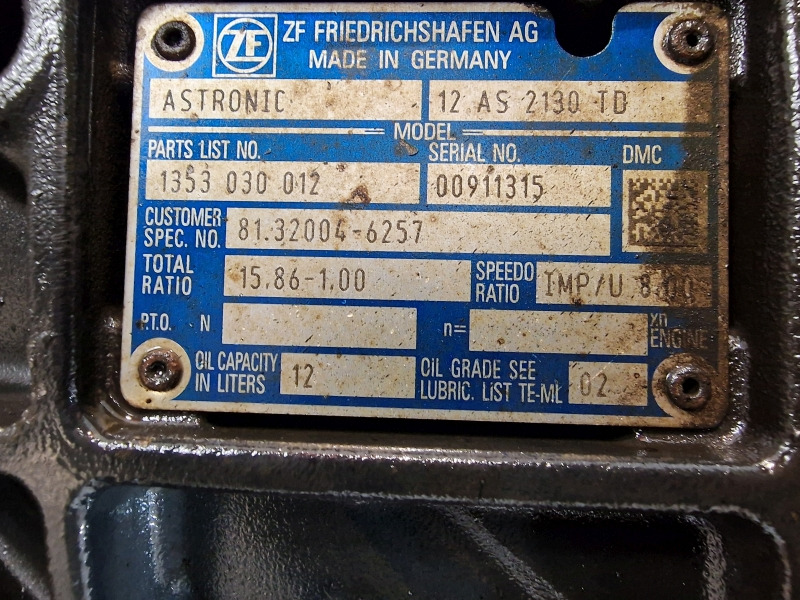 ZF ZF FRIEDRICHSHAFEN AG
MADE IN GERMANY
ASTRONIC 12 AS 2130 TD
MODEL
PARTS LIST NO. SERIAL NO. DMC
1353 030 012 00911315
CUSTOMER
SPEC. NO. 81.32004-6257
TOTAL
RATIO 15.86-1.00 SPEEDO
RATIO IMP/U 8.00
P.T.O. N n= xn
ENGINE
OIL CAPACITY
IN LITERS 12 OIL GRADE SEE
LUBRIC. LIST TE-ML 02